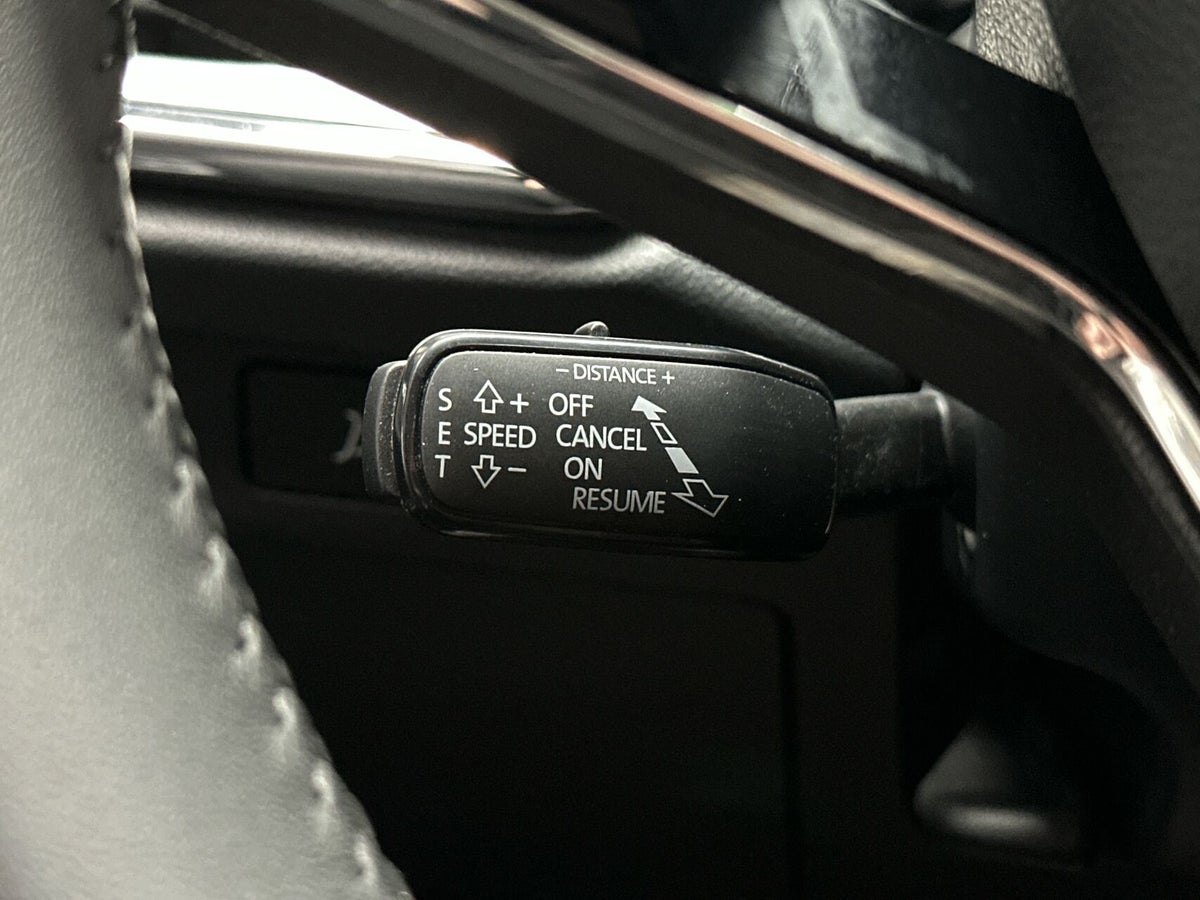 − DISTANCE +
S + OFF
E SPEED CANCEL
T − ON
RESUME